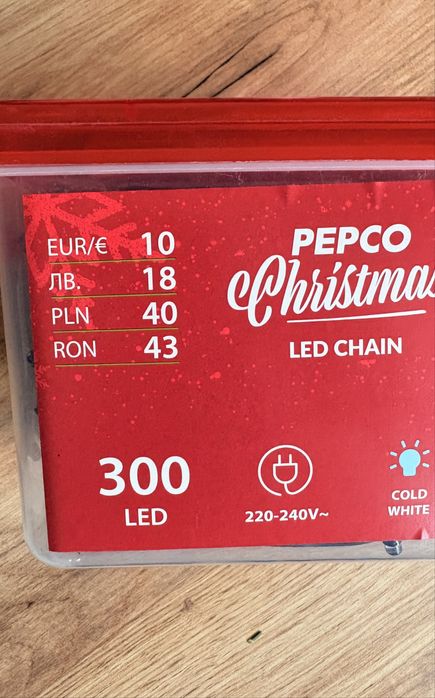 EUR/€ 10
ЛВ. 18
PLN 40
RON 43
PEPCO
Christmas
LED CHAIN
300
LED
220-240V~
COLD
WHITE